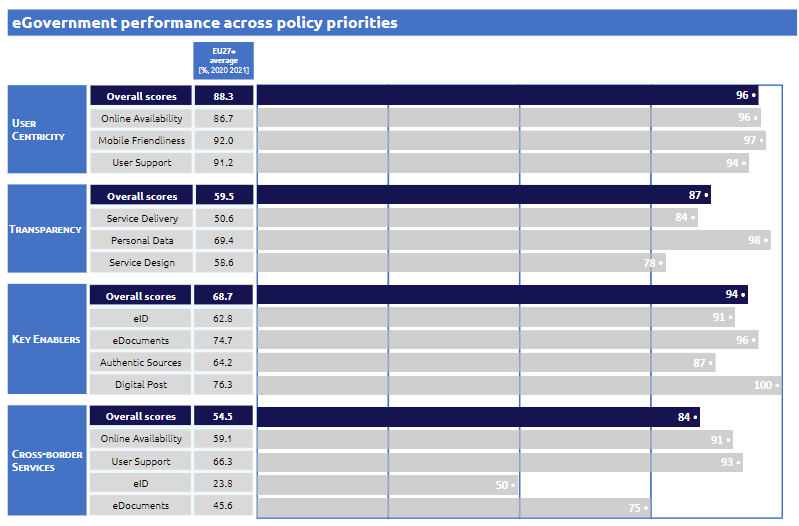 eGovernment performance across policy priorities
EU27+
average
[%, 2020 2021]
USER
CENTRICITY
Overall scores 88.3 96
Online Availability 86.7 96
Mobile Friendliness 92.0 97
User Support 91.2 94
TRANSPARENCY
Overall scores 59.5 87
Service Delivery 50.6 84
Personal Data 69.4 98
Service Design 58.6 78
KEY ENABLERS
Overall scores 68.7 94
eID 62.8 91
eDocuments 74.7 96
Authentic Sources 64.2 87
Digital Post 76.3 100
CROSS-BORDER
SERVICES
Overall scores 54.5 84
Online Availability 59.1 91
User Support 66.3 93
eID 23.8 50
eDocuments 45.6 75